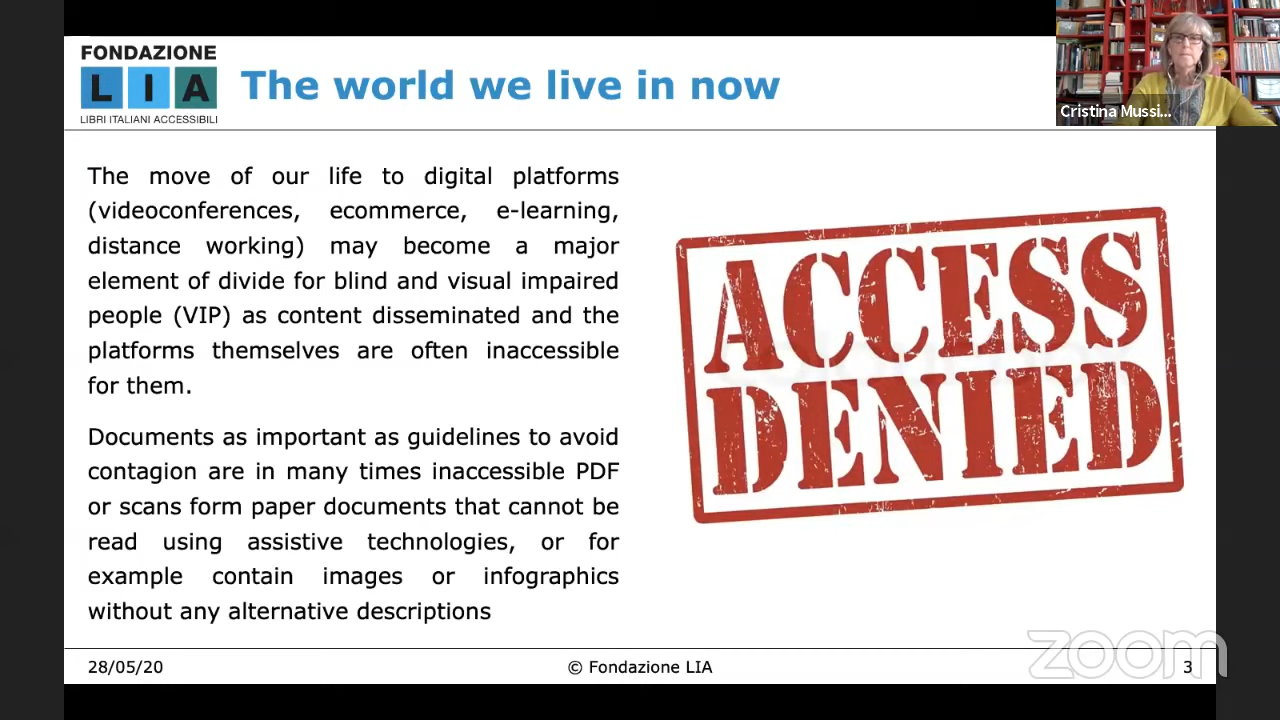 FONDAZIONE
LIA
LIBRI ITALIANI ACCESSIBILI
The world we live in now
Cristina Mussi...
The move of our life to digital platforms
(videoconferences, ecommerce, e-learning,
distance working) may become a major
element of divide for blind and visual impaired
people (VIP) as content disseminated and the
platforms themselves are often inaccessible
for them.
Documents as important as guidelines to avoid
contagion are in many times inaccessible PDF
or scans form paper documents that cannot be
read using assistive technologies, or for
example contain images or infographics
without any alternative descriptions
ACCESS
DENIED
28/05/20
© Fondazione LIA
zoom
3